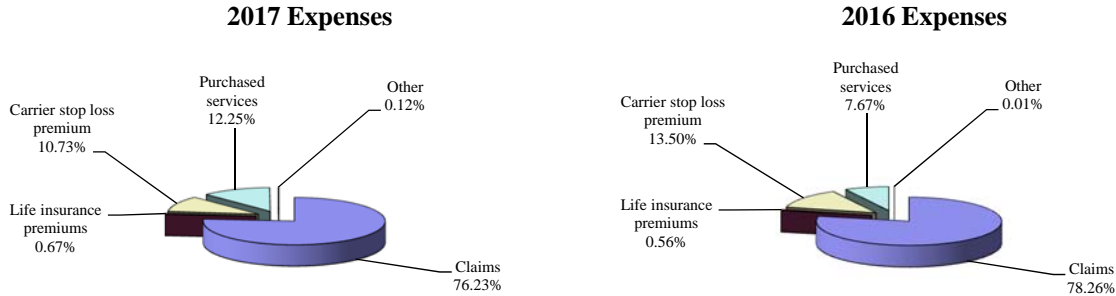 2017 Expenses
Purchased
services
12.25%
Other
0.12%
Carrier stop loss
premium
10.73%
Life insurance
premiums
0.67%
Claims
76.23%
2016 Expenses
Purchased
services
7.67%
Other
0.01%
Carrier stop loss
premium
13.50%
Life insurance
premiums
0.56%
Claims
78.26%